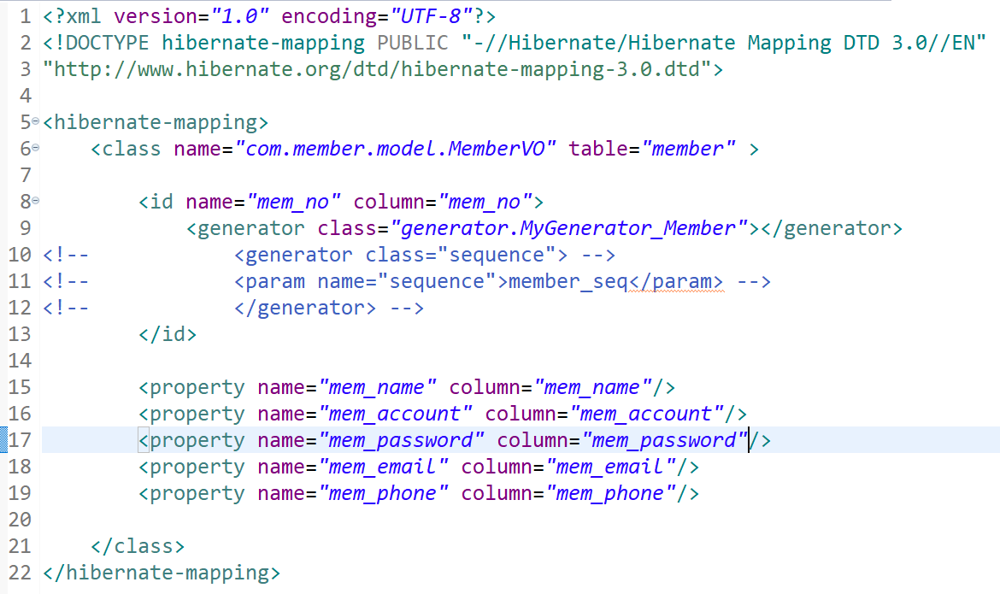 1 <?xml version="1.0" encoding="UTF-8"?>
2 <!DOCTYPE hibernate-mapping PUBLIC "-//Hibernate/Hibernate Mapping DTD 3.0//EN"
3 "http://www.hibernate.org/dtd/hibernate-mapping-3.0.dtd">
4
5 <hibernate-mapping>
6     <class name="com.member.model.MemberVO" table="member" >
7
8         <id name="mem_no" column="mem_no">
9             <generator class="generator.MyGenerator_Member"></generator>
10 <!--            <generator class="sequence"> -->
11 <!--            <param name="sequence">member_seq</param> -->
12 <!--            </generator> -->
13         </id>
14
15         <property name="mem_name" column="mem_name"/>
16         <property name="mem_account" column="mem_account"/>
17         <property name="mem_password" column="mem_password"/>
18         <property name="mem_email" column="mem_email"/>
19         <property name="mem_phone" column="mem_phone"/>
20
21     </class>
22 </hibernate-mapping>